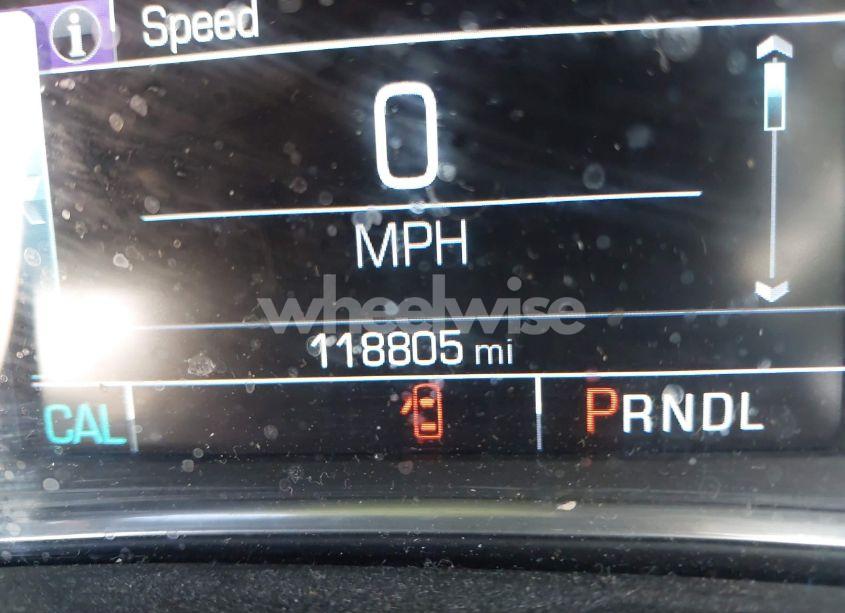 i Speed
0
MPH
wheelwise
118805 mi
CAL PRNDL